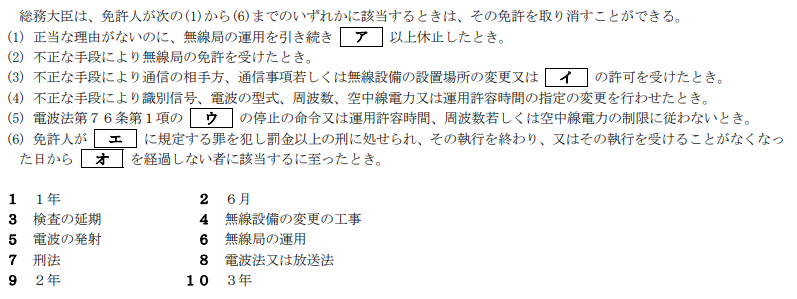 総務大臣は、免許人が次の(1)から(6)までのいずれかに該当するときは、その免許を取り消すことができる。
(1) 正当な理由がないのに、無線局の運用を引き続き ア 以上休止したとき。
(2) 不正な手段により無線局の免許を受けたとき。
(3) 不正な手段により通信の相手方、通信事項若しくは無線設備の設置場所の変更又は イ の許可を受けたとき。
(4) 不正な手段により識別信号、電波の型式、周波数、空中線電力又は運用許容時間の指定の変更を行わせたとき。
(5) 電波法第76条第1項の ウ の停止の命令又は運用許容時間、周波数若しくは空中線電力の制限に従わないとき。
(6) 免許人が エ に規定する罪を犯し罰金以上の刑に処せられ、その執行を終わり、又はその執行を受けることがなくなっ
た日から オ を経過しない者に該当するに至ったとき。
1 1年 2 6月
3 検査の延期 4 無線設備の変更の工事
5 電波の発射 6 無線局の運用
7 刑法 8 電波法又は放送法
9 2年 10 3年